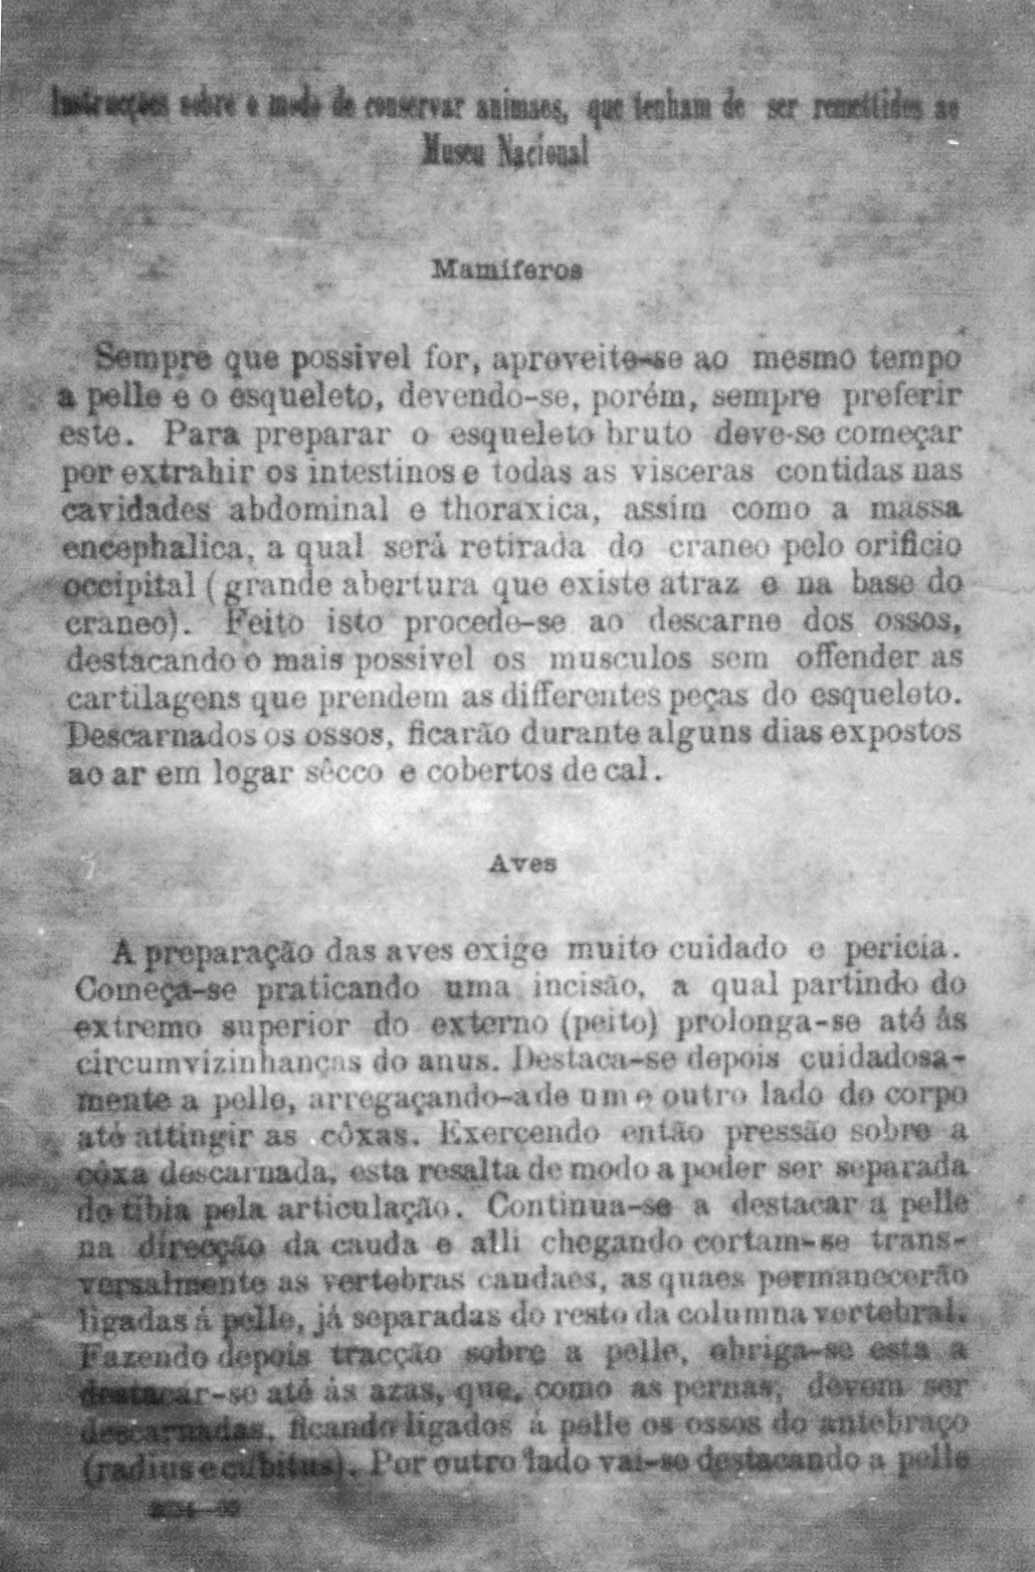 Instrucções sobre o modo de conservar animaes, que tenham de ser remettidos ao
Museu Nacional
Mamiferos
Sempre que possivel for, aproveite-se ao mesmo tempo
a pelle e o esqueleto, devendo-se, porém, sempre preferir
este. Para preparar o esqueleto bruto deve-se começar
por extrahir os intestinos e todas as visceras contidas nas
cavidades abdominal e thoraxica, assim como a massa
encephalica, a qual será retirada do craneo pelo orificio
occipital (grande abertura que existe atraz e na base do
craneo). Feito isto procede-se ao descarne dos ossos,
destacando o mais possivel os musculos sem offender as
cartilagens que prendem as differentes peças do esqueleto.
Descarnados os ossos, ficarão durante alguns dias expostos
ao ar em logar sêcco e cobertos de cal.
Aves
A preparação das aves exige muito cuidado e pericia.
Começa-se praticando uma incisão, a qual partindo do
extremo superior do externo (peito) prolonga-se até ás
circumvizinhanças do anus. Destaca-se depois cuidadosa-
mente a pelle, arregaçando-a de um e outro lado do corpo
até attingir as côxas. Exercendo então pressão sobre a
côxa descarnada, esta resalta de modo a poder ser separada
do tibia pela articulação. Continua-se a destacar a pelle
na direcção da cauda e alli chegando cortam-se trans-
versalmente as vertebras caudaes, as quaes permanecerão
ligadas á pelle, já separadas do resto da columna vertebral.
Fazendo depois tracção sobre a pelle, obriga-se esta a
destacar-se até ás azas, que, como as pernas, devem ser
descarnadas, ficando ligados á pelle os ossos do antebraço
(radius e cubitus). Por outro lado vai-se destacando a pelle